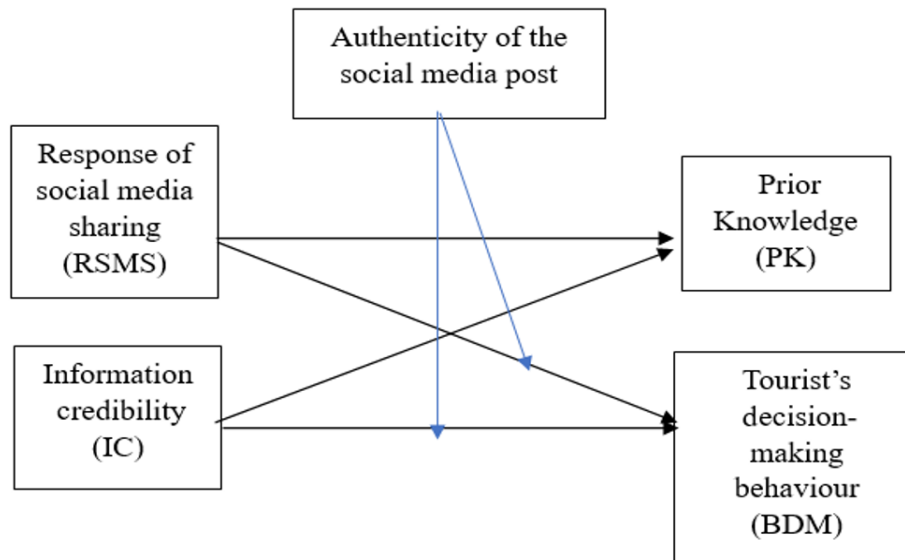 Authenticity of the
social media post
Response of
social media
sharing
(RSMS)
Prior
Knowledge
(PK)
Information
credibility
(IC)
Tourist’s
decision-
making
behaviour
(BDM)